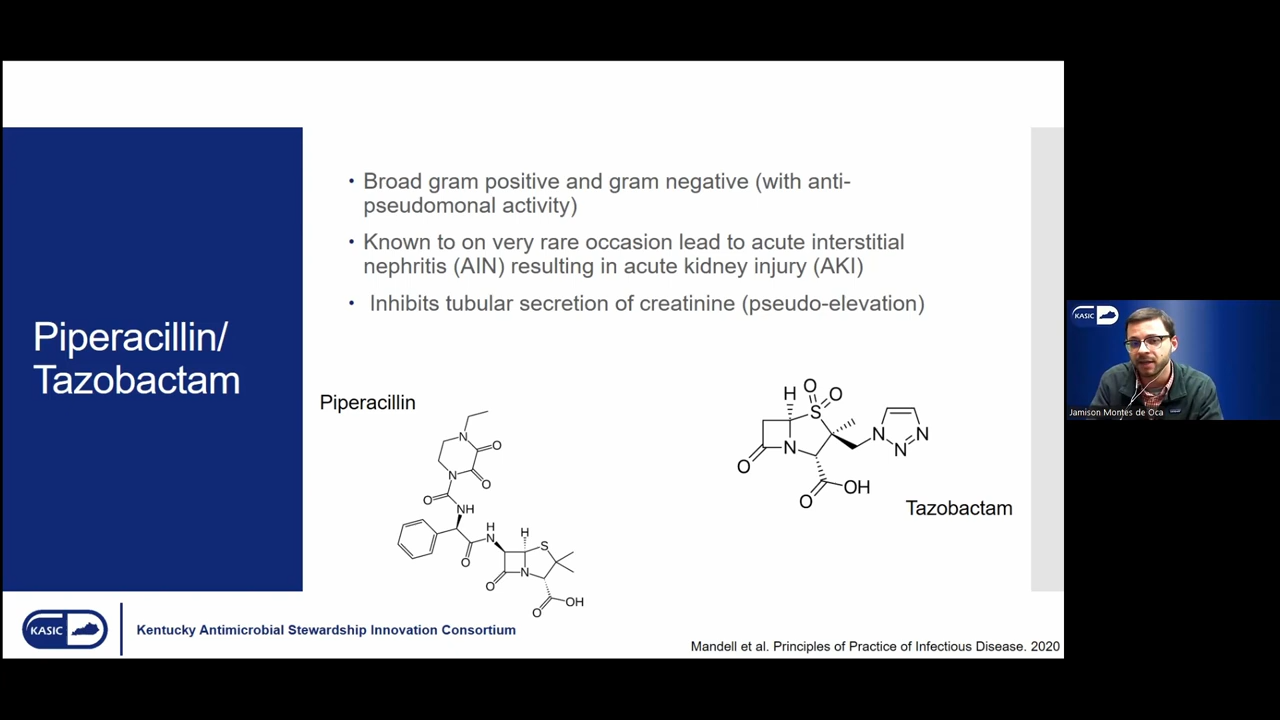 Piperacillin/
Tazobactam
• Broad gram positive and gram negative (with anti-
pseudomonal activity)
• Known to on very rare occasion lead to acute interstitial
nephritis (AIN) resulting in acute kidney injury (AKI)
• Inhibits tubular secretion of creatinine (pseudo-elevation)
Piperacillin
N
O
N
O
O
NH
H
N
O
H
S
N
O
O
OH
H
O
O
S
N
O
N
N
N
O
OH
Tazobactam
KASIC
Kentucky Antimicrobial Stewardship Innovation Consortium
Mandell et al. Principles of Practice of Infectious Disease. 2020
KASIC
Jamison Montes de Oca